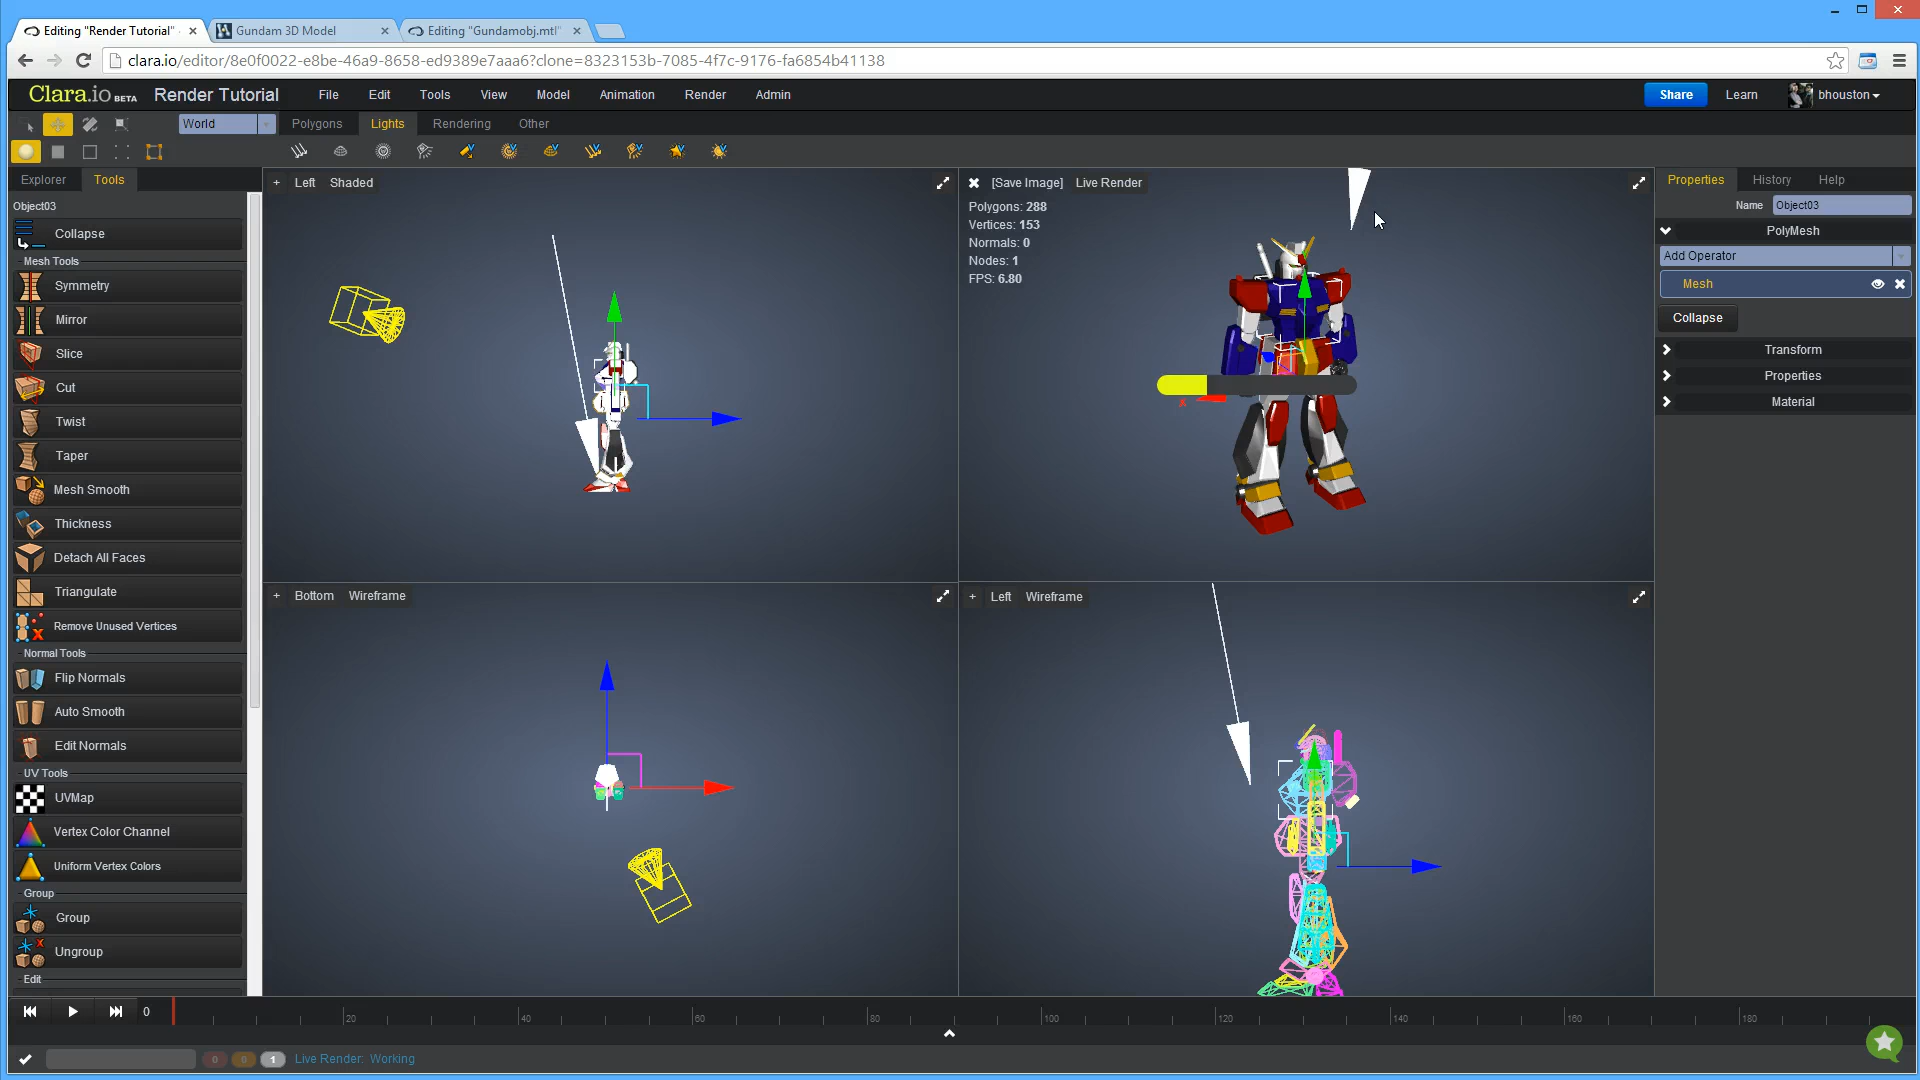 Editing "Render Tutorial"
Gundam 3D Model
Editing "Gundamobj.mtl"
clara.io/editor/8e0f0022-e8be-46a9-8658-ed9389e7aaa6?clone=8323153b-7085-4f7c-9176-fa6854b41138
Clara.io BETA Render Tutorial File Edit Tools View Model Animation Render Admin Share Learn bhouston
World Polygons Lights Rendering Other
Explorer Tools
+ Left Shaded
[Save Image] Live Render
Properties History Help
Object03
Name Object03
Polygons: 288
Vertices: 153
Normals: 0
Nodes: 1
FPS: 6.80
PolyMesh
Add Operator
Mesh
Collapse
Transform
Properties
Material
Collapse
Mesh Tools
Symmetry
Mirror
Slice
Cut
Twist
Taper
Mesh Smooth
Thickness
Detach All Faces
Triangulate
Remove Unused Vertices
Normal Tools
Flip Normals
Auto Smooth
Edit Normals
UV Tools
UVMap
Vertex Color Channel
Uniform Vertex Colors
Group
Group
Ungroup
Edit
x
+ Bottom Wireframe
+ Left Wireframe
0 20 40 60 80 100 120 140 160 180
0 0 1 Live Render: Working